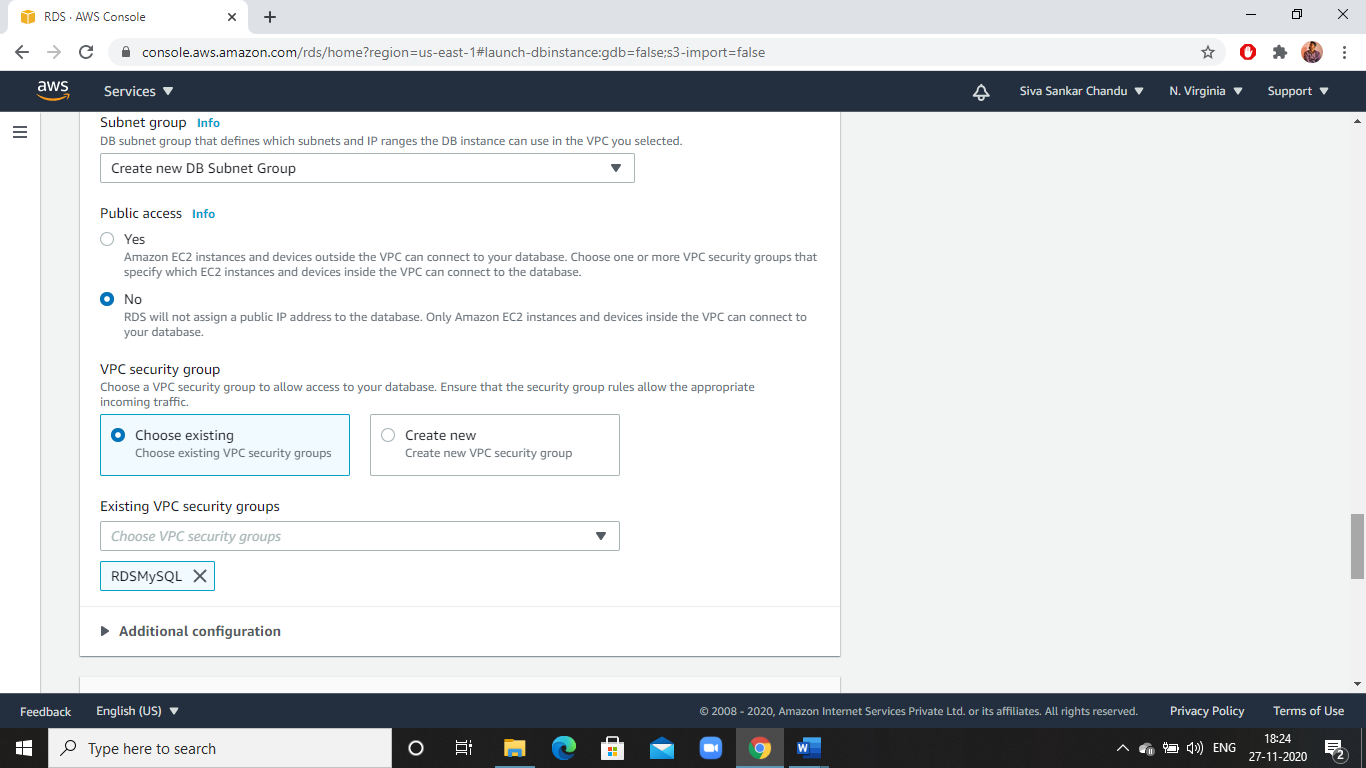 RDS · AWS Console
console.aws.amazon.com/rds/home?region=us-east-1#launch-dbinstance:gdb=false;s3-import=false
aws
Services
Siva Sankar Chandu
N. Virginia
Support
Subnet group Info
DB subnet group that defines which subnets and IP ranges the DB instance can use in the VPC you selected.
Create new DB Subnet Group
Public access Info
Yes
Amazon EC2 instances and devices outside the VPC can connect to your database. Choose one or more VPC security groups that
specify which EC2 instances and devices inside the VPC can connect to the database.
No
RDS will not assign a public IP address to the database. Only Amazon EC2 instances and devices inside the VPC can connect to
your database.
VPC security group
Choose a VPC security group to allow access to your database. Ensure that the security group rules allow the appropriate
incoming traffic.
Choose existing
Choose existing VPC security groups
Create new
Create new VPC security group
Existing VPC security groups
Choose VPC security groups
RDSMySQL
Additional configuration
Feedback
English (US)
© 2008 - 2020, Amazon Internet Services Private Ltd. or its affiliates. All rights reserved.
Privacy Policy
Terms of Use
Type here to search
W
ENG
18:24
27-11-2020
2